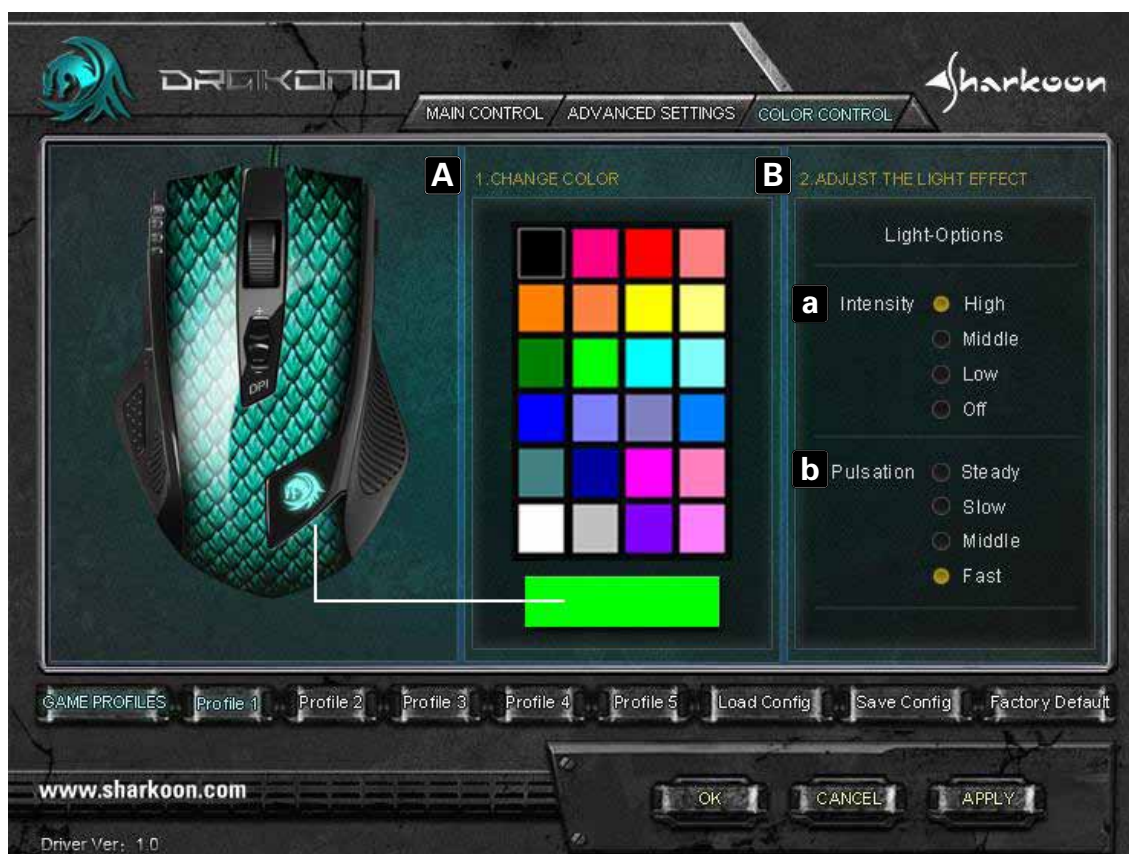 DRAKONIA
Sharkoon
MAIN CONTROL ADVANCED SETTINGS COLOR CONTROL
A 1.CHANGE COLOR
B 2.ADJUST THE LIGHT EFFECT
Light-Options
a Intensity High
Middle
Low
Off
b Pulsation Steady
Slow
Middle
Fast
+
DPI
GAME PROFILES Profile 1 Profile 2 Profile 3 Profile 4 Profile 5 Load Config Save Config Factory Default
www.sharkoon.com
OK CANCEL APPLY
Driver Ver: 1.0